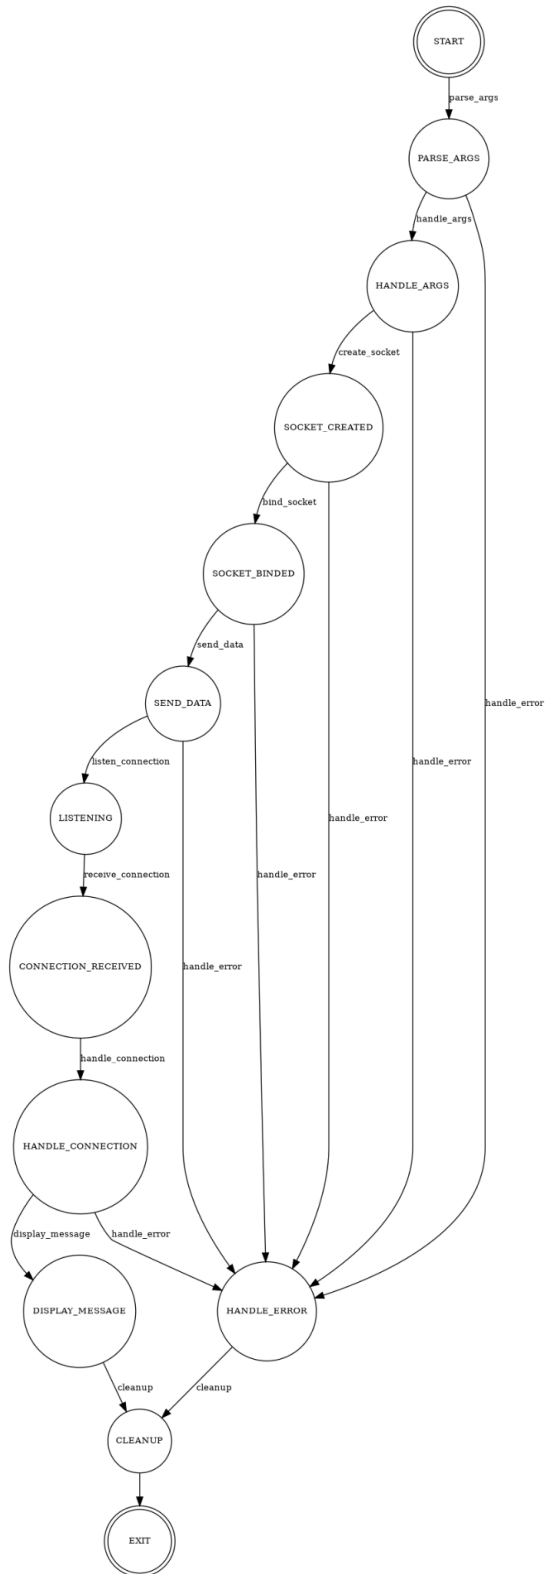 START
parse_args
PARSE_ARGS
handle_args
HANDLE_ARGS
create_socket
SOCKET_CREATED
bind_socket
SOCKET_BINDED
send_data
SEND_DATA
handle_error
listen_connection
handle_error
LISTENING
handle_error
receive_connection
handle_error
CONNECTION_RECEIVED
handle_error
handle_connection
HANDLE_CONNECTION
display_message
handle_error
DISPLAY_MESSAGE
HANDLE_ERROR
cleanup
cleanup
CLEANUP
EXIT